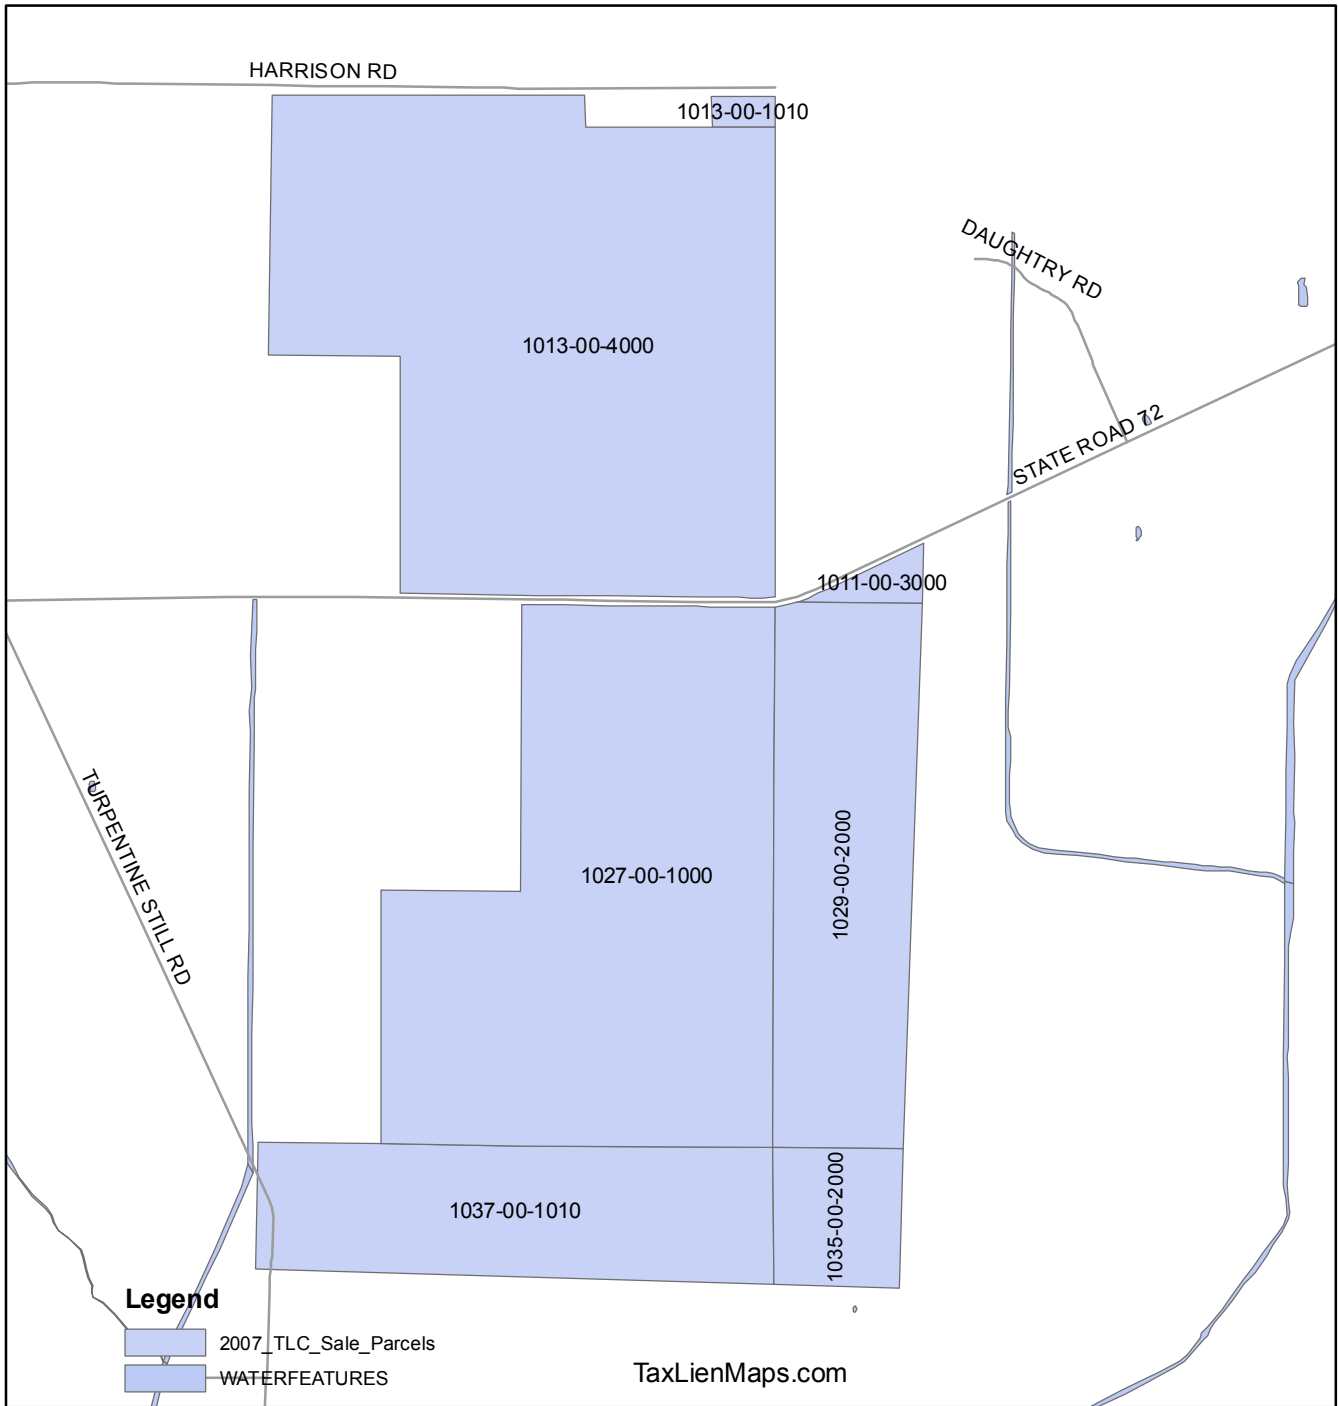 HARRISON RD
1013-00-1010
DAUGHTRY RD
1013-00-4000
STATE ROAD 72
1011-00-3000
TURPENTINE STILL RD
1027-00-1000
1029-00-2000
1037-00-1010
1035-00-2000
Legend
2007_TLC_Sale_Parcels
WATERFEATURES
TaxLienMaps.com